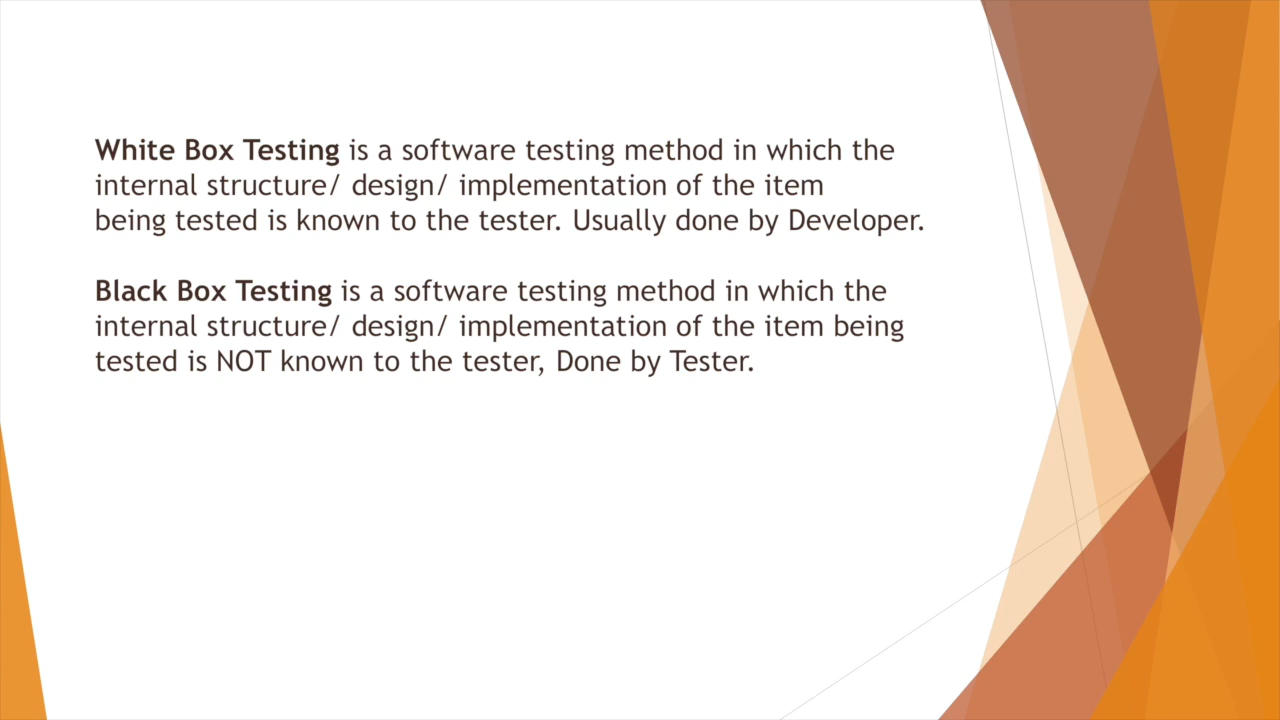 White Box Testing is a software testing method in which the
internal structure/ design/ implementation of the item
being tested is known to the tester. Usually done by Developer.
Black Box Testing is a software testing method in which the
internal structure/ design/ implementation of the item being
tested is NOT known to the tester, Done by Tester.